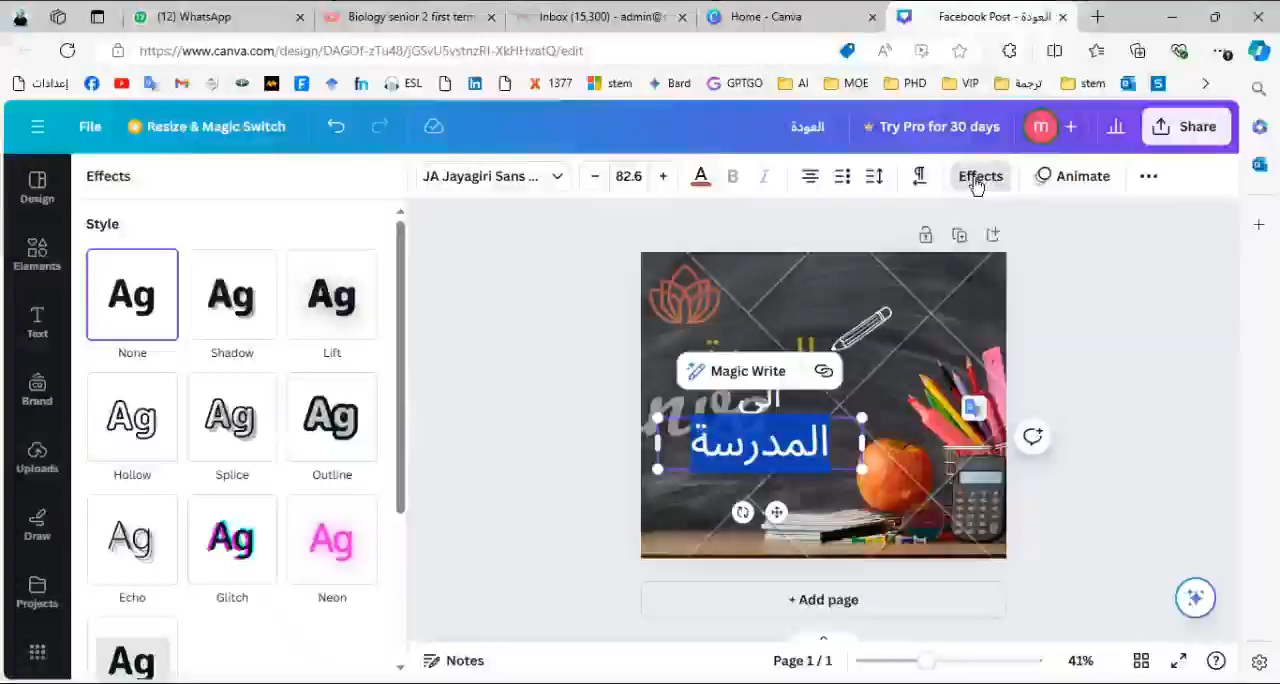 (12) WhatsApp
Biology senior 2 first term
Inbox (15,300) - admin@
Home - Canva
Facebook Post - العودة
https://www.canva.com/design/DAGOf-zTu48/jGSvU5vstnzRI-XkHHvatQ/edit
إعدادات
ESL
1377
stem
Bard
GPTGO
AI
MOE
PHD
VIP
ترجمة
stem
File
Resize & Magic Switch
العودة
Try Pro for 30 days
m
Share
Design
Elements
Text
Brand
Uploads
Draw
Projects
Effects
JA Jayagiri Sans ...
82.6
Effects
Animate
Style
Ag
None
Ag
Shadow
Ag
Lift
Ag
Hollow
Ag
Splice
Ag
Outline
Ag
Echo
Ag
Glitch
Ag
Neon
Ag
Magic Write
الى
المدرسة
+ Add page
Notes
Page 1 / 1
41%